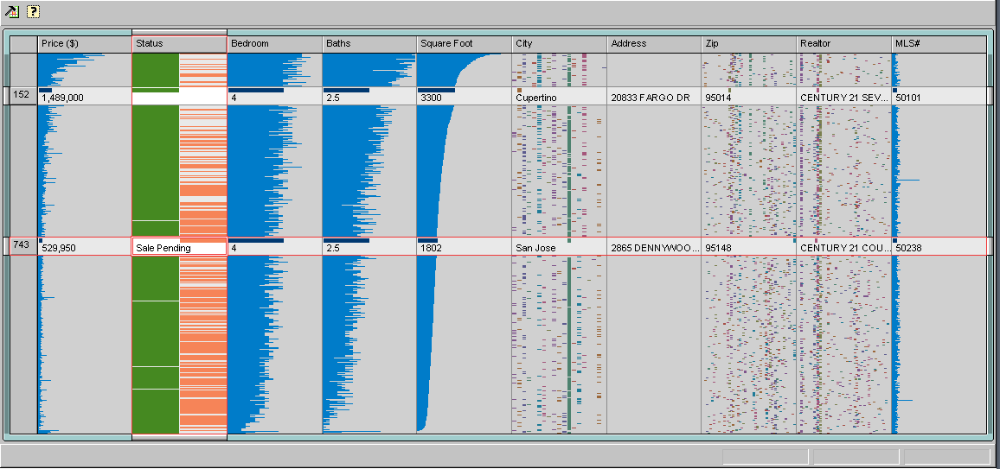 ?
Price ($) Status Bedroom Baths Square Foot City Address Zip Realtor MLS#
152 1,489,000 4 2.5 3300 Cupertino 20833 FARGO DR 95014 CENTURY 21 SEV... 50101
743 529,950 Sale Pending 4 2.5 1802 San Jose 2865 DENNYWOO... 95148 CENTURY 21 COU... 50238